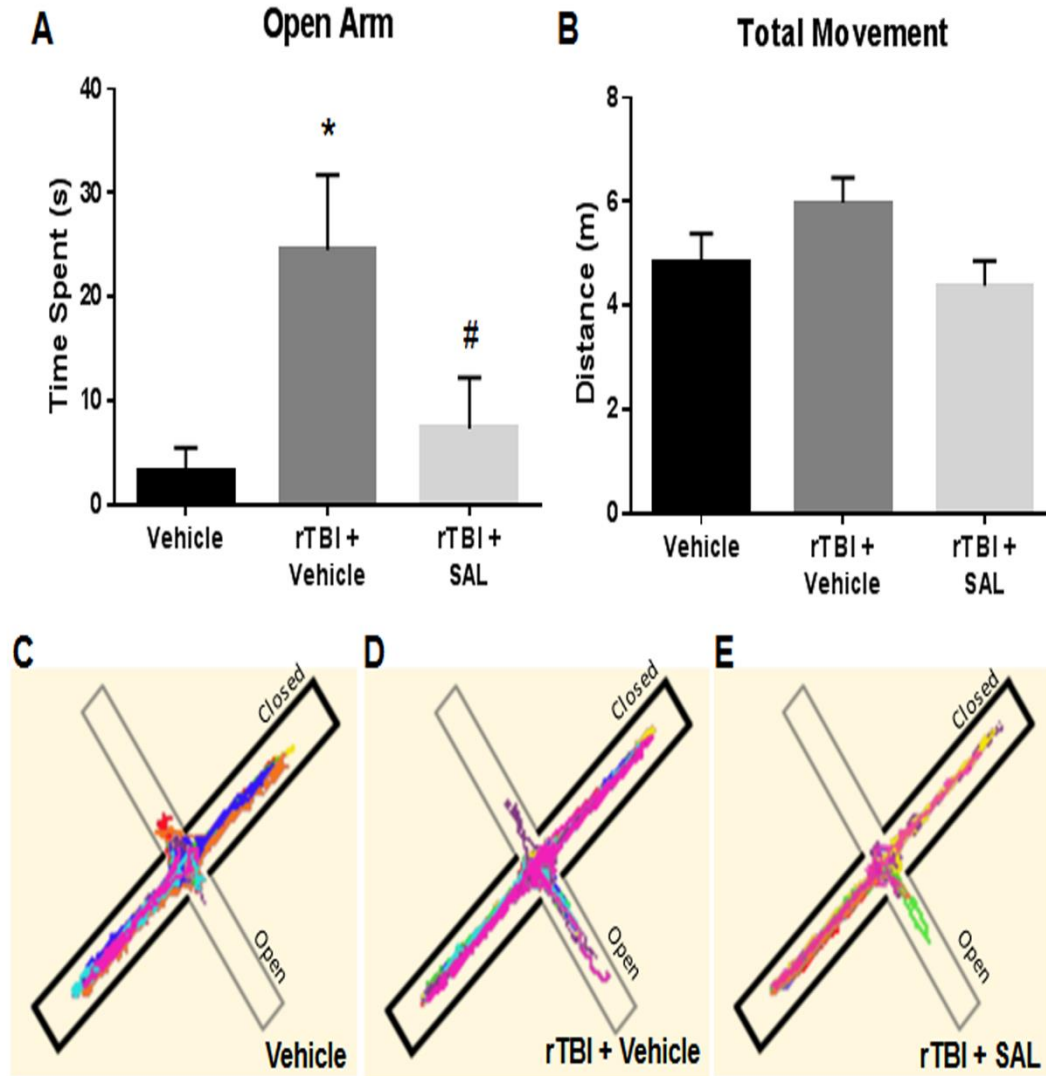 A
Open Arm
Time Spent (s)
40
30
20
10
0
*
#
Vehicle
rTBI +
Vehicle
rTBI +
SAL
B
Total Movement
Distance (m)
8
6
4
2
0
Vehicle
rTBI +
Vehicle
rTBI +
SAL
C
Closed
Open
Vehicle
D
Closed
Open
rTBI + Vehicle
E
Closed
Open
rTBI + SAL